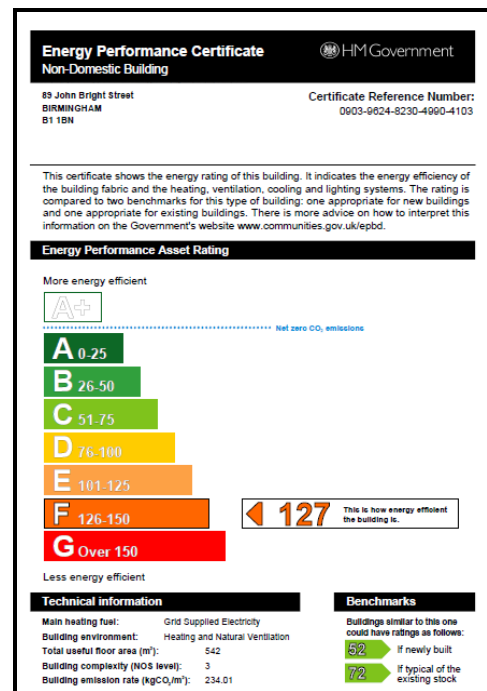 Energy Performance Certificate
HM Government
Non-Domestic Building
89 John Bright Street
BIRMINGHAM
B1 1BN
Certificate Reference Number:
0903-9624-8230-4990-4103
This certificate shows the energy rating of this building. It indicates the energy efficiency of
the building fabric and the heating, ventilation, cooling and lighting systems. The rating is
compared to two benchmarks for this type of building: one appropriate for new buildings
and one appropriate for existing buildings. There is more advice on how to interpret this
information on the Government's website www.communities.gov.uk/epbd.
Energy Performance Asset Rating
More energy efficient
A+
Net zero CO₂ emissions
A 0-25
B 26-50
C 51-75
D 76-100
E 101-125
F 126-150
127
This is how energy efficient
the building is.
G Over 150
Less energy efficient
Technical information
Main heating fuel: Grid Supplied Electricity
Building environment: Heating and Natural Ventilation
Total useful floor area (m²): 542
Building complexity (NOS level): 3
Building emission rate (kgCO₂/m²): 234.01
Benchmarks
Buildings similar to this one
could have ratings as follows:
52 If newly built
72 If typical of the
existing stock